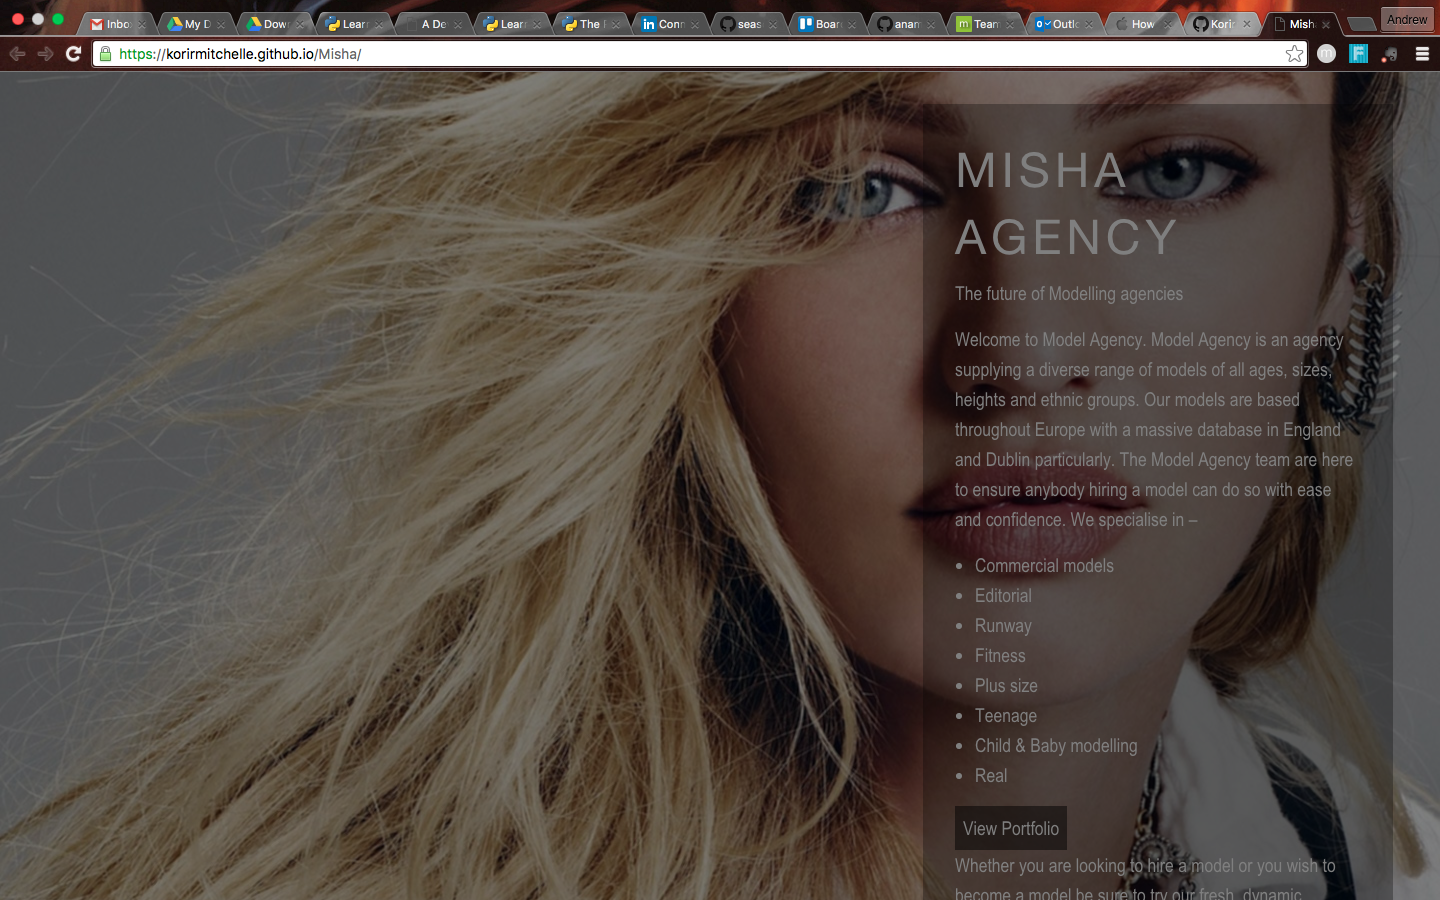 Inbo
My D
Dow
Lear
A De
Lear
The
Conn
seas
Boar
anan
Team
Outlo
How
Korir
Mish
Andrew
https://korirmitchelle.github.io/Misha/
MISHA
AGENCY
The future of Modelling agencies
Welcome to Model Agency. Model Agency is an agency
supplying a diverse range of models of all ages, sizes,
heights and ethnic groups. Our models are based
throughout Europe with a massive database in England
and Dublin particularly. The Model Agency team are here
to ensure anybody hiring a model can do so with ease
and confidence. We specialise in –
• Commercial models
• Editorial
• Runway
• Fitness
• Plus size
• Teenage
• Child & Baby modelling
• Real
View Portfolio
Whether you are looking to hire a model or you wish to
become a model be sure to try our fresh, dynamic